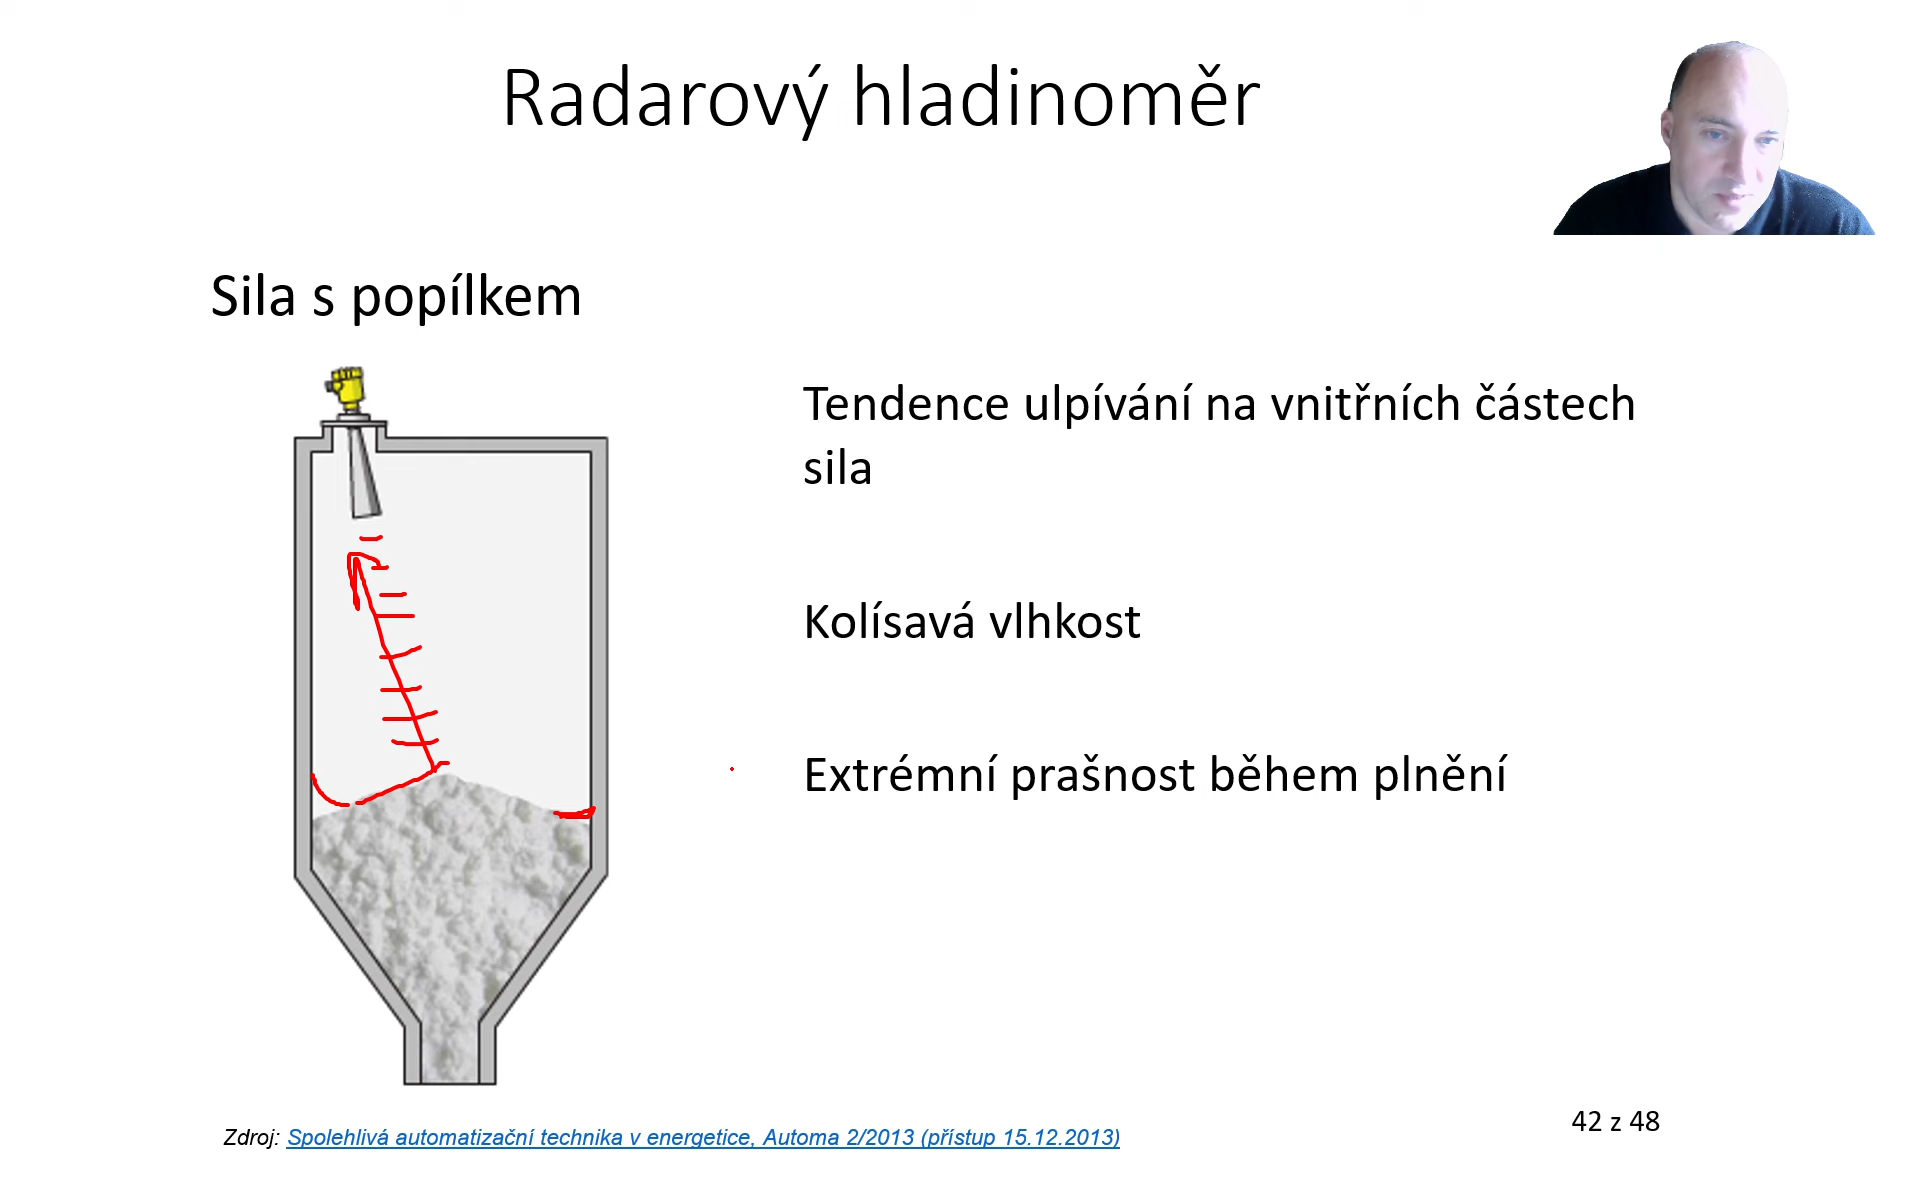 Radarový hladinoměr
Sila s popílkem
Tendence ulpívání na vnitřních částech
sila
Kolísavá vlhkost
Extrémní prašnost během plnění
42 z 48
Zdroj: Spolehlivá automatizační technika v energetice, Automa 2/2013 (přístup 15.12.2013)